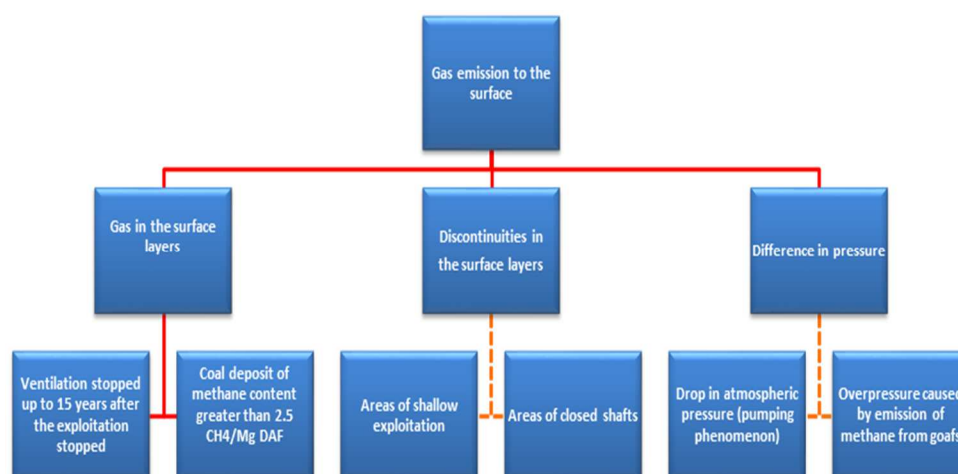 Gas emission to the
surface
Gas in the surface
layers
Discontinuities in
the surface layers
Difference in pressure
Ventilation stopped
up to 15 years after
the exploitation
stopped
Coal deposit of
methane content
greater than 2.5
CH4/Mg DAF
Areas of shallow
exploitation
Areas of closed shafts
Drop in atmospheric
pressure (pumping
phenomenon)
Overpressure caused
by emission of
methane from goafs